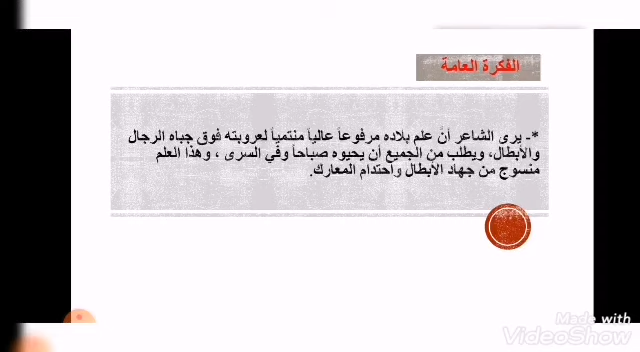 الفكرة العامة
*- يرى الشاعر أنّ علم بلاده مرفوعاً عالياً منتمياً لعروبته فوق جباه الرجال
والأبطال، ويطلب من الجميع أن يحيوه صباحاً وفي السرى ، وهذا العلم
منسوج من جهاد الأبطال واحتدام المعارك.
Made with
VideoShow